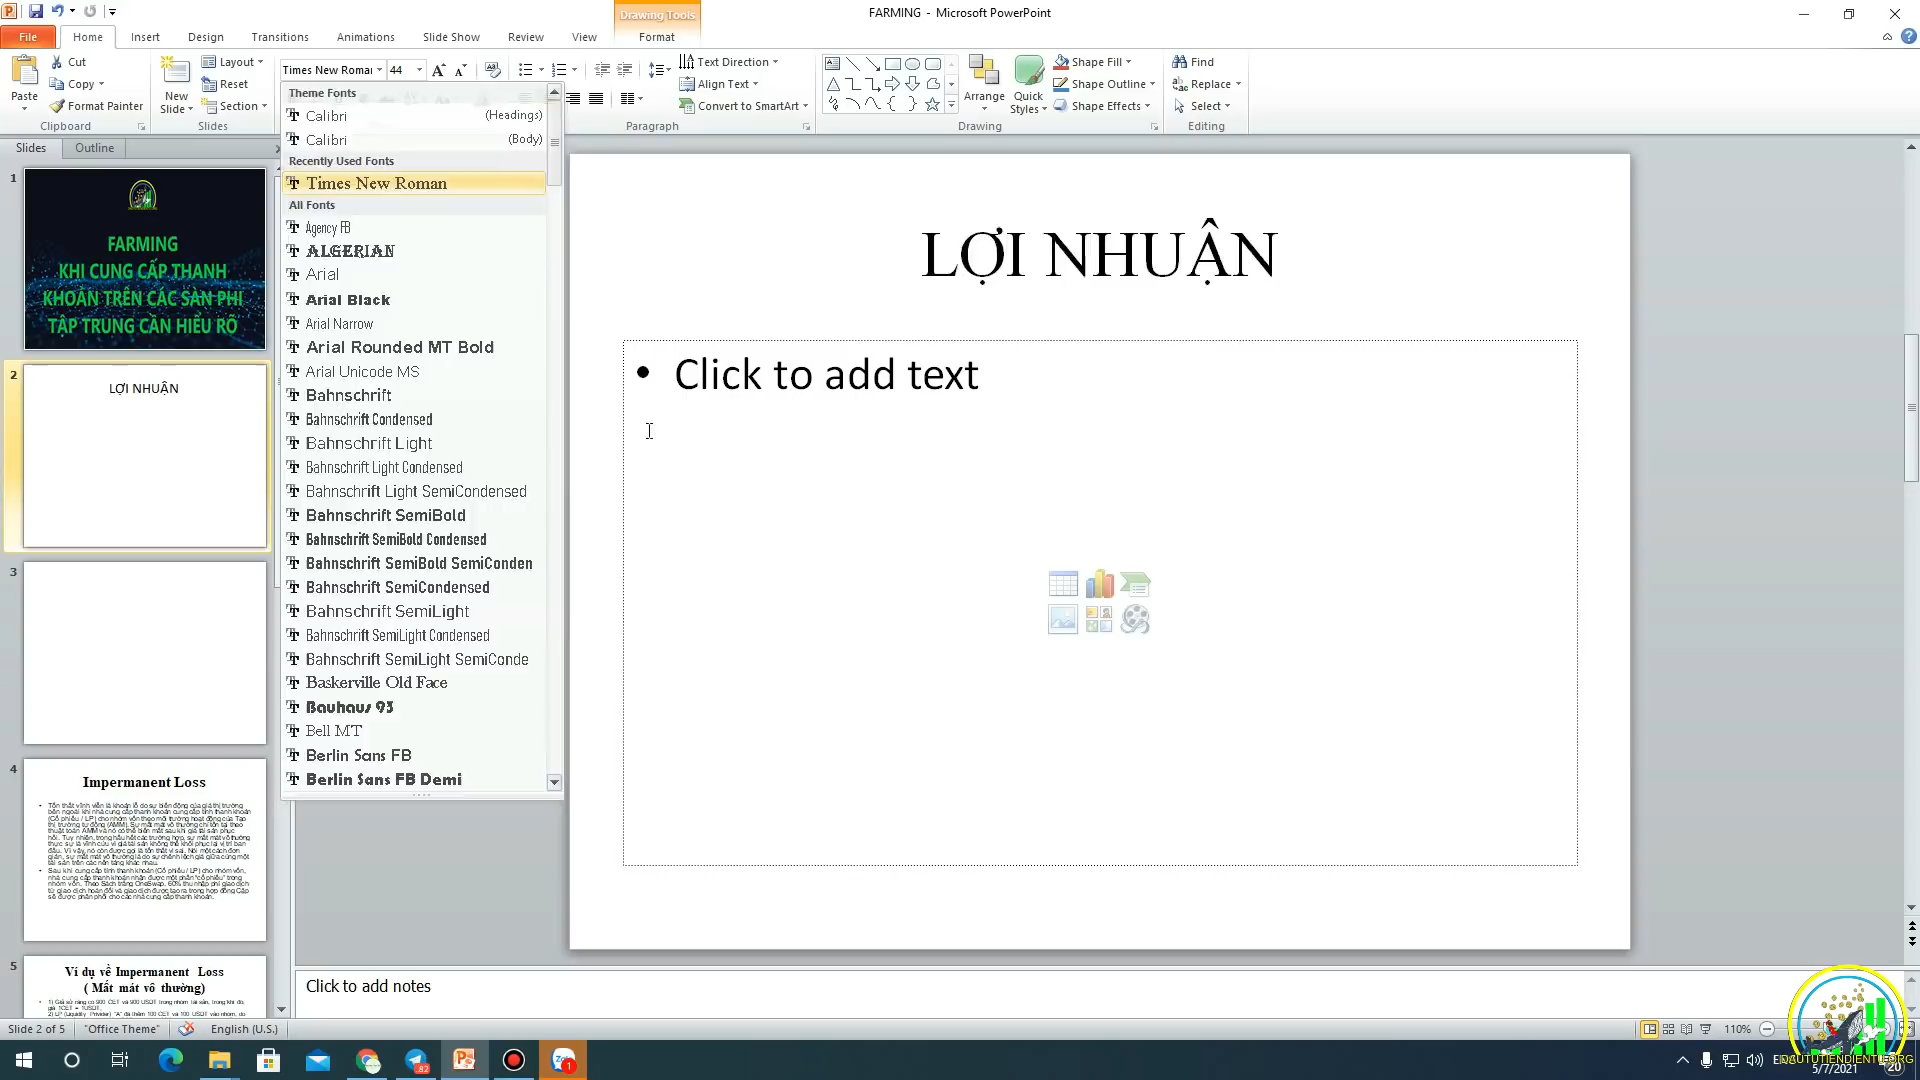 FARMING - Microsoft PowerPoint
Drawing Tools
File
Home
Insert
Design
Transitions
Animations
Slide Show
Review
View
Format
Paste
Cut
Copy
Format Painter
Clipboard
New
Slide
Layout
Reset
Section
Slides
Times New Roman
44
Text Direction
Align Text
Convert to SmartArt
Paragraph
Arrange
Quick
Styles
Shape Fill
Shape Outline
Shape Effects
Drawing
Find
Replace
Select
Editing
Slides
Outline
Theme Fonts
Calibri (Headings)
Calibri (Body)
Recently Used Fonts
Times New Roman
All Fonts
Agency FB
ALGERIAN
Arial
Arial Black
Arial Narrow
Arial Rounded MT Bold
Arial Unicode MS
Bahnschrift
Bahnschrift Condensed
Bahnschrift Light
Bahnschrift Light Condensed
Bahnschrift Light SemiCondensed
Bahnschrift SemiBold
Bahnschrift SemiBold Condensed
Bahnschrift SemiBold SemiConden
Bahnschrift SemiCondensed
Bahnschrift SemiLight
Bahnschrift SemiLight Condensed
Bahnschrift SemiLight SemiConde
Baskerville Old Face
Bauhaus 93
Bell MT
Berlin Sans FB
Berlin Sans FB Demi
1
FARMING
KHI CUNG CẤP THANH
KHOẢN TRÊN CÁC SÀN PHI
TẬP TRUNG CẦN HIỂU RÕ
2
LỢI NHUẬN
3
4
Impermanent Loss
5
Ví dụ về Impermanent Loss
( Mất mát vô thường)
LỢI NHUẬN
• Click to add text
Click to add notes
Slide 2 of 5
"Office Theme"
English (U.S.)
110%
DAUTUTIENDIENTU.ORG
5/7/2021
20